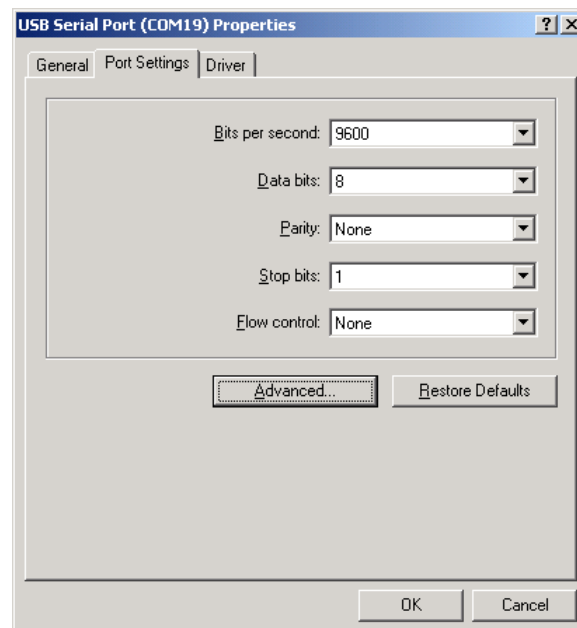 USB Serial Port (COM19) Properties
General Port Settings Driver
Bits per second: 9600
Data bits: 8
Parity: None
Stop bits: 1
Flow control: None
Advanced... Restore Defaults
OK Cancel